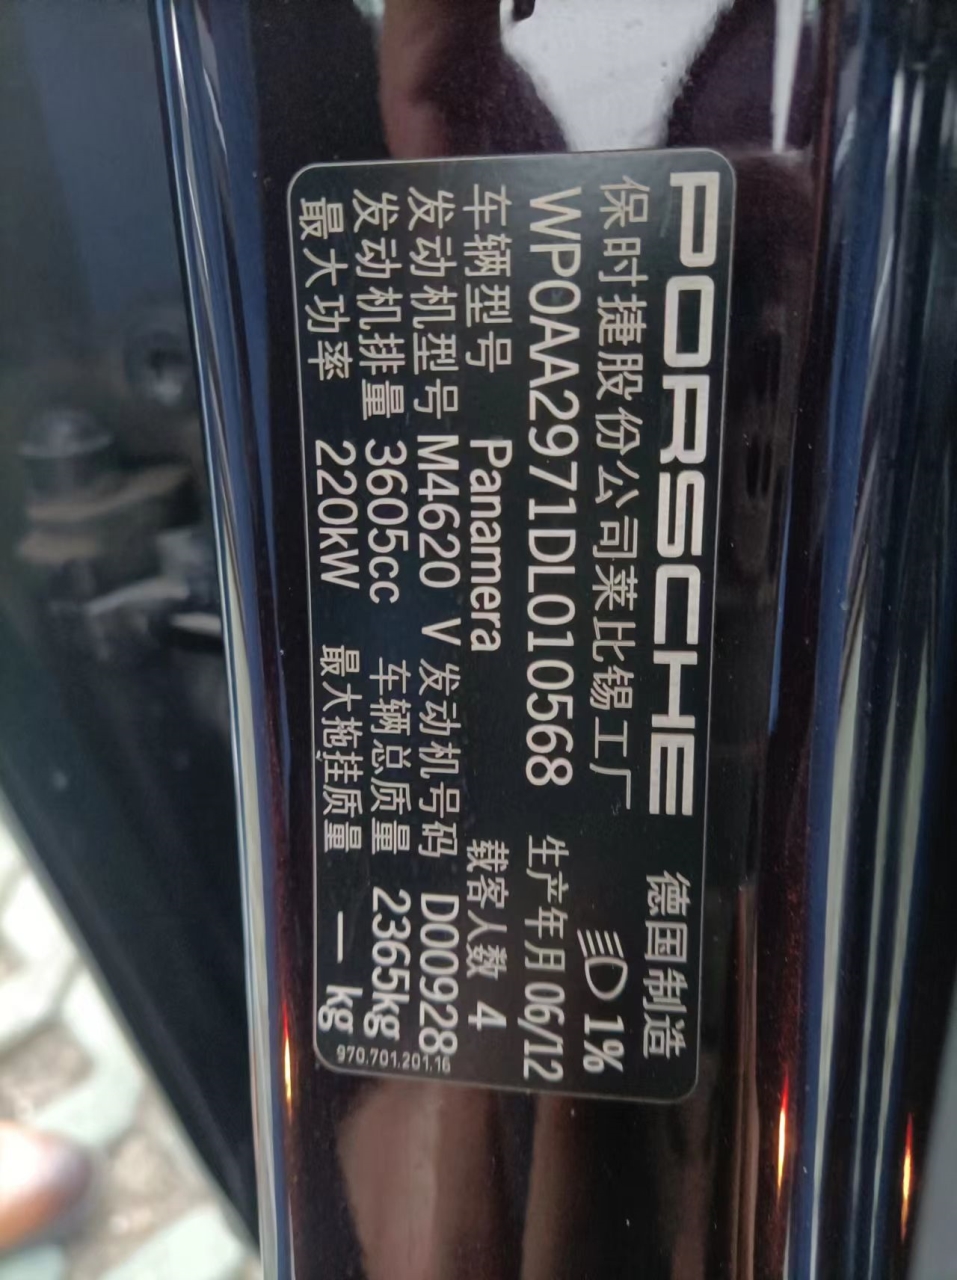 PORSCHE 德国制造
保时捷股份公司莱比锡工厂 1%
WP0AA2971DL010568 生产年月 06/12
车辆型号 Panamera 载客人数 4
发动机型号 M4620 V 发动机号码 D00928
发动机排量 3605cc 车辆总质量 2365kg
最大功率 220kW 最大拖挂质量 — kg
970.701.201.16